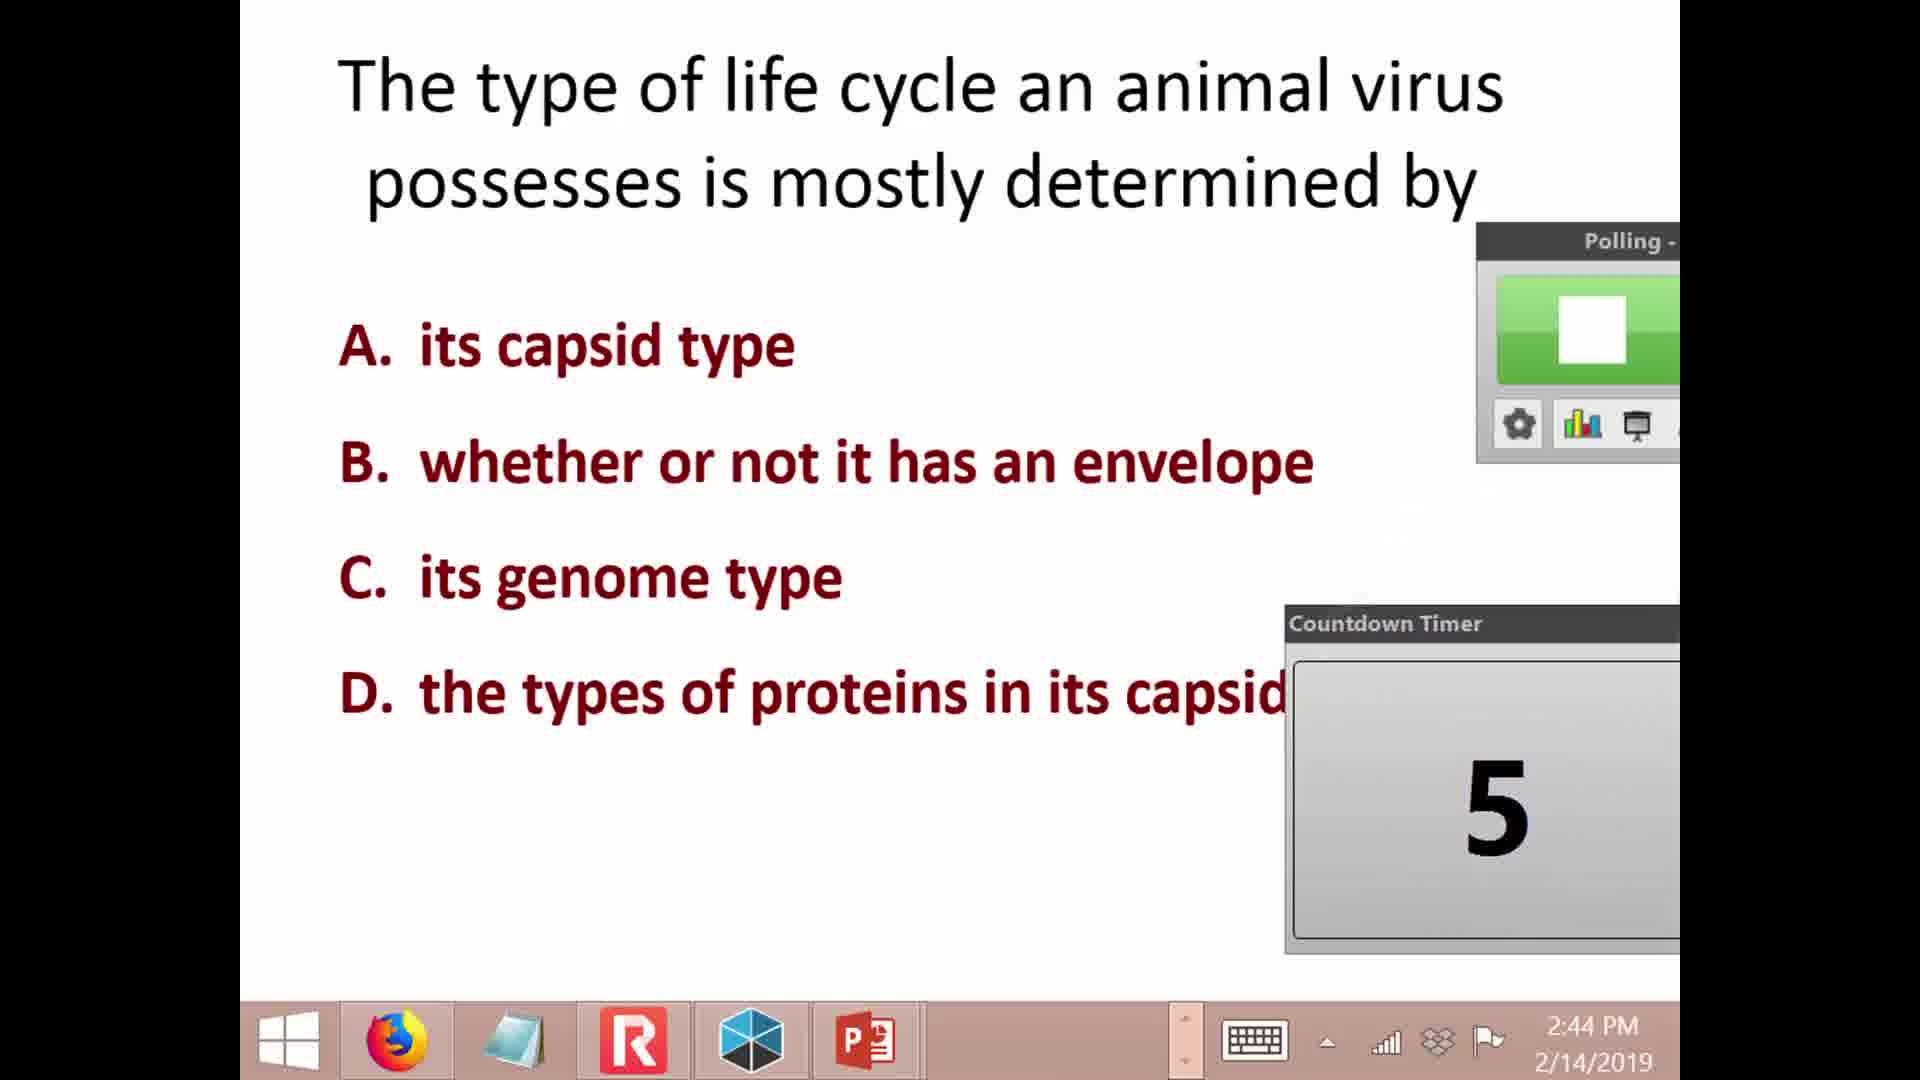 The type of life cycle an animal virus
possesses is mostly determined by
A. its capsid type
B. whether or not it has an envelope
C. its genome type
D. the types of proteins in its capsid
Polling -
Countdown Timer
5
2:44 PM
2/14/2019